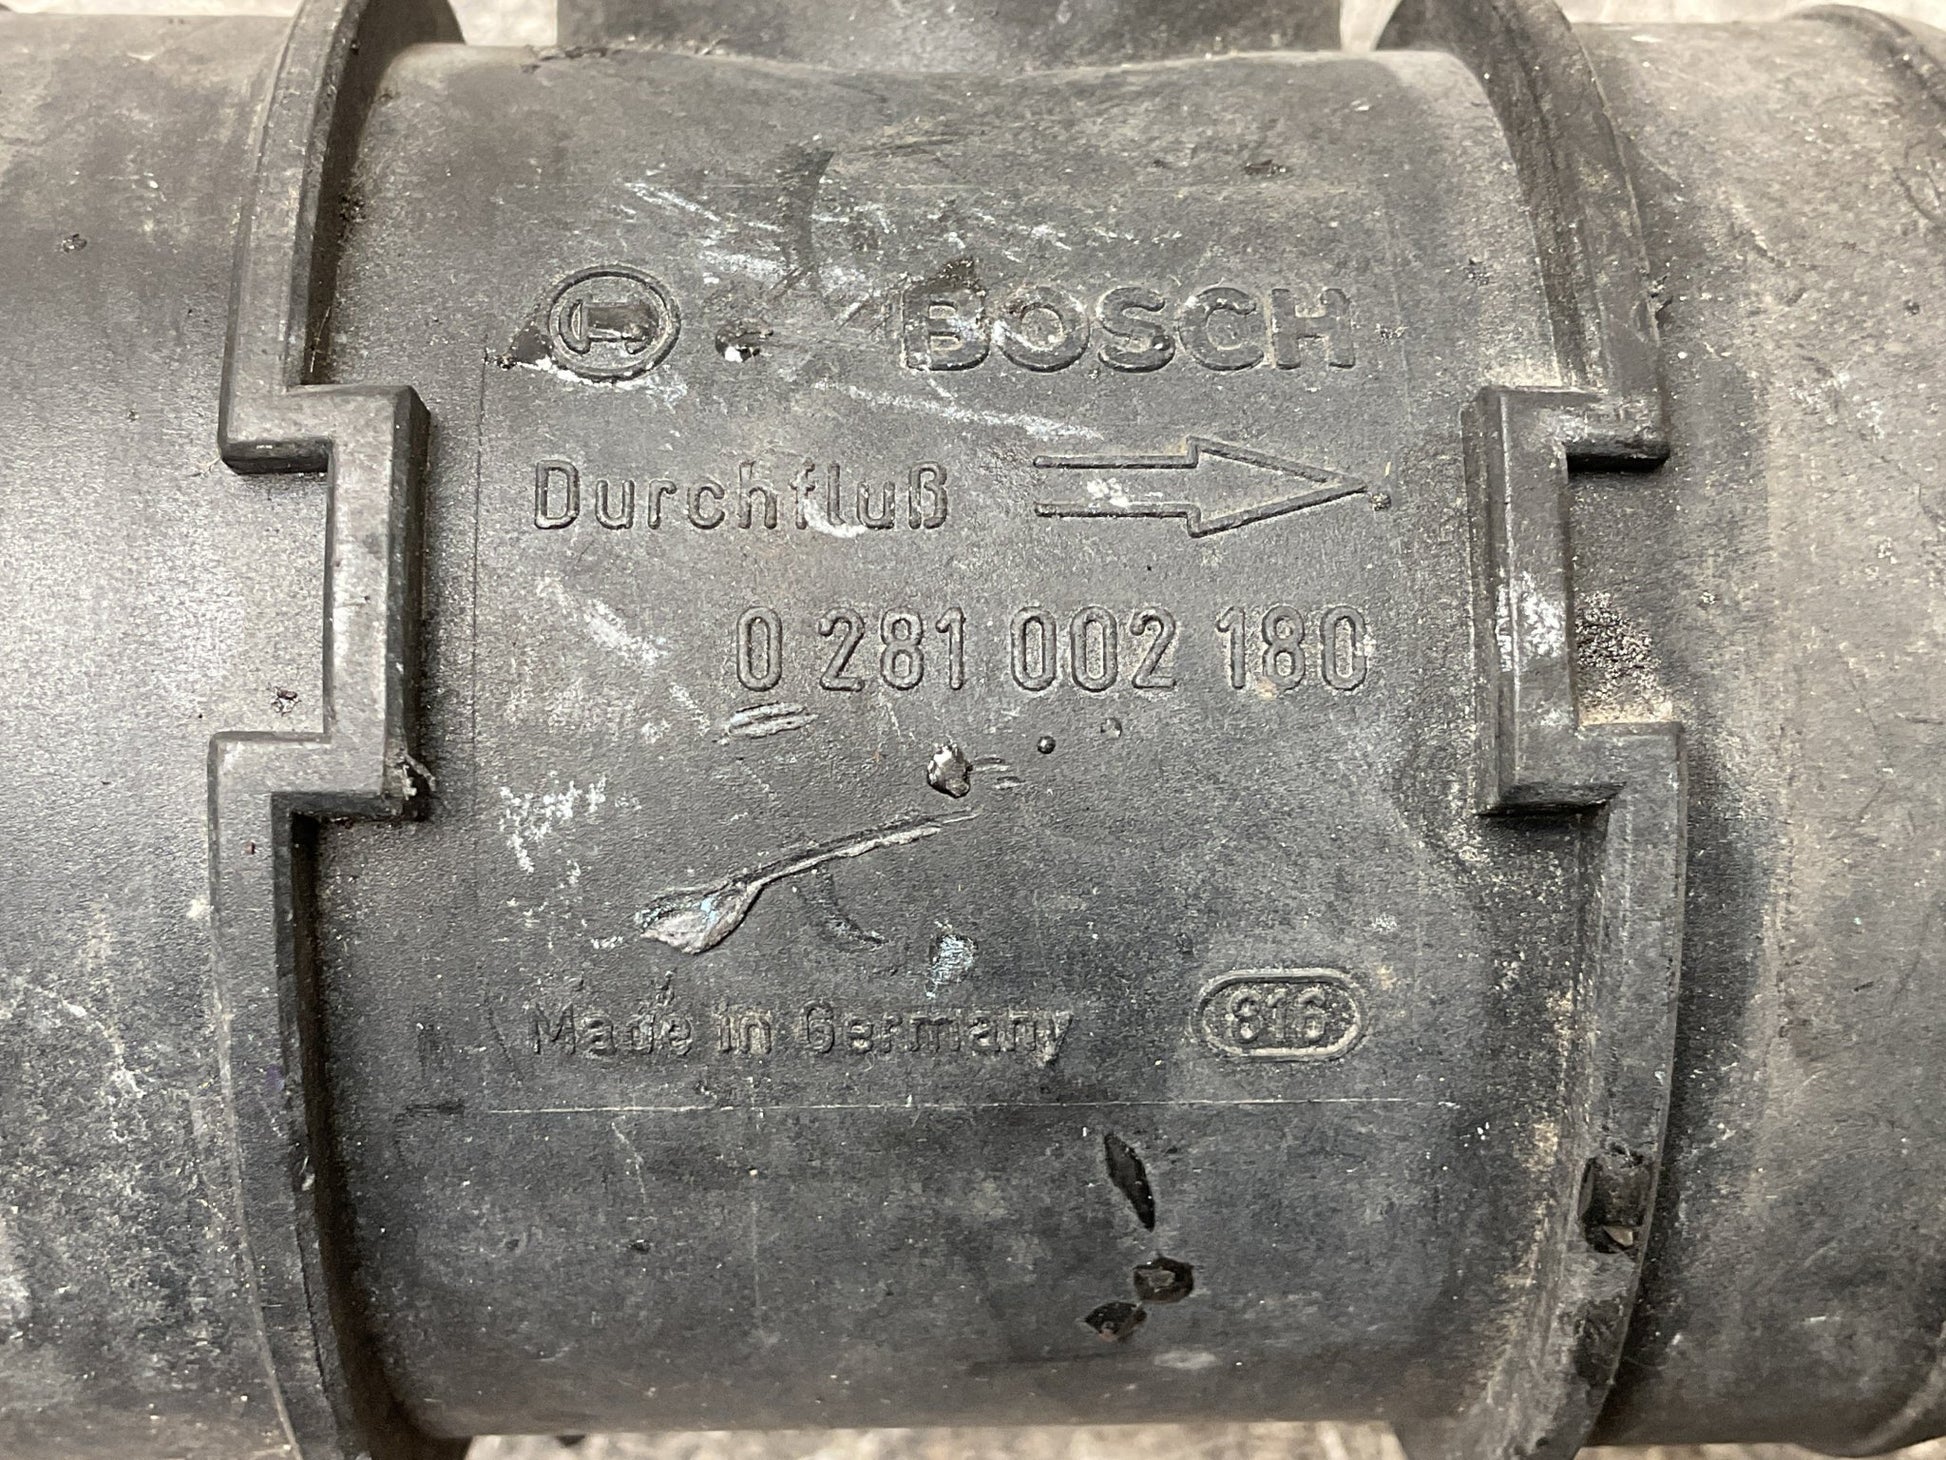 BOSCH
Durchfluß
0 281 002 180
Made in Germany 816